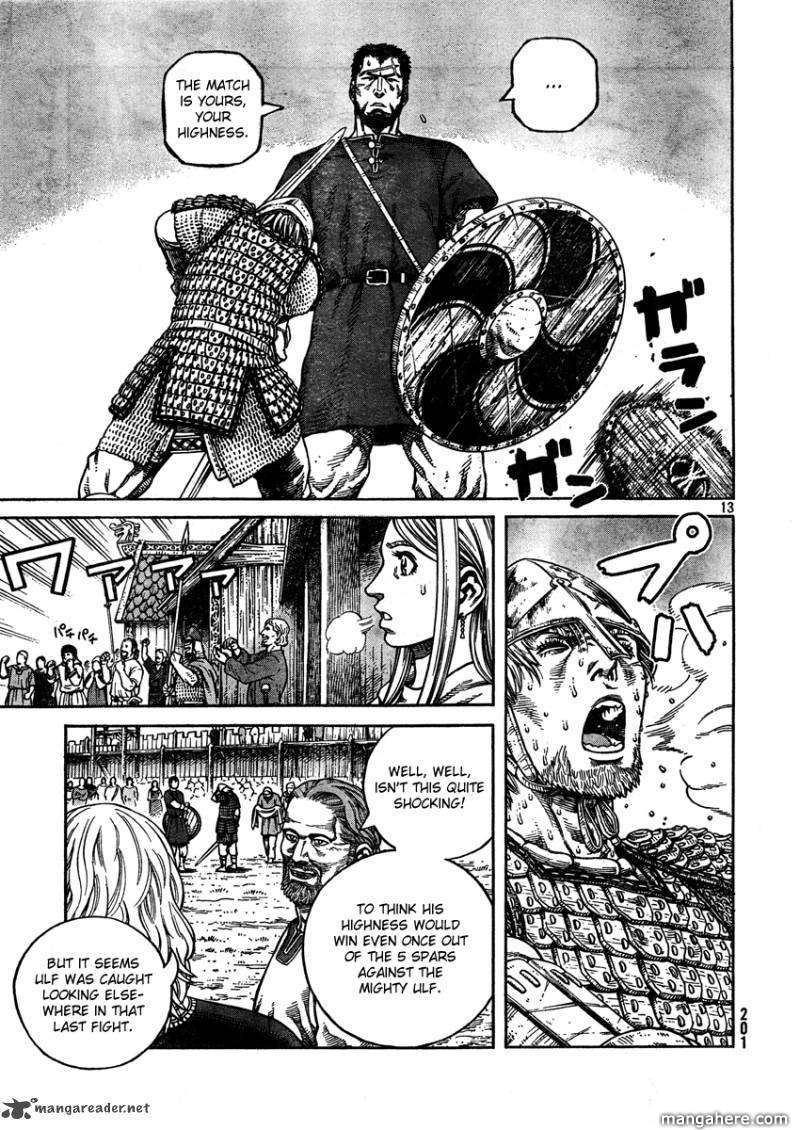 ...
THE MATCH
IS YOURS,
YOUR
HIGHNESS.
ガラン
ガン
13
パパ
ワァァァ
パチパチ
WELL, WELL,
ISN'T THIS QUITE
SHOCKING!
TO THINK HIS
HIGHNESS WOULD
WIN EVEN ONCE OUT
OF THE 5 SPARS
AGAINST THE
MIGHTY ULF.
BUT IT SEEMS
ULF WAS CAUGHT
LOOKING ELSE-
WHERE IN THAT
LAST FIGHT.
201
mangareader.net
mangahere.com